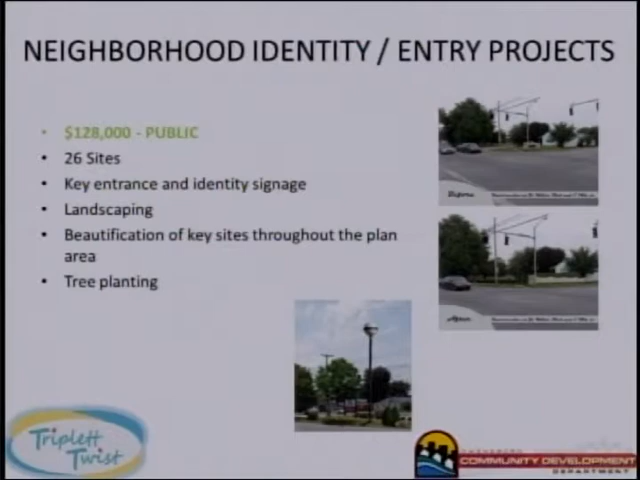 NEIGHBORHOOD IDENTITY / ENTRY PROJECTS
• $128,000 - PUBLIC
• 26 Sites
• Key entrance and identity signage
• Landscaping
• Beautification of key sites throughout the plan
area
• Tree planting
Before
After
Triplett
Twist
COMMUNITY DEVELOPMENT
DEPARTMENT